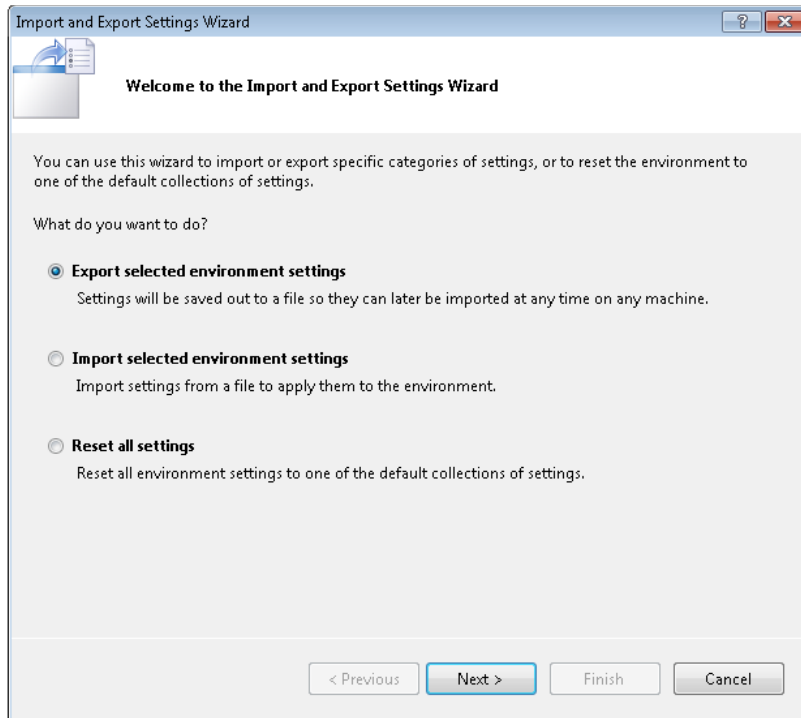 Import and Export Settings Wizard
?
Welcome to the Import and Export Settings Wizard
You can use this wizard to import or export specific categories of settings, or to reset the environment to
one of the default collections of settings.
What do you want to do?
Export selected environment settings
Settings will be saved out to a file so they can later be imported at any time on any machine.
Import selected environment settings
Import settings from a file to apply them to the environment.
Reset all settings
Reset all environment settings to one of the default collections of settings.
< Previous Next > Finish Cancel